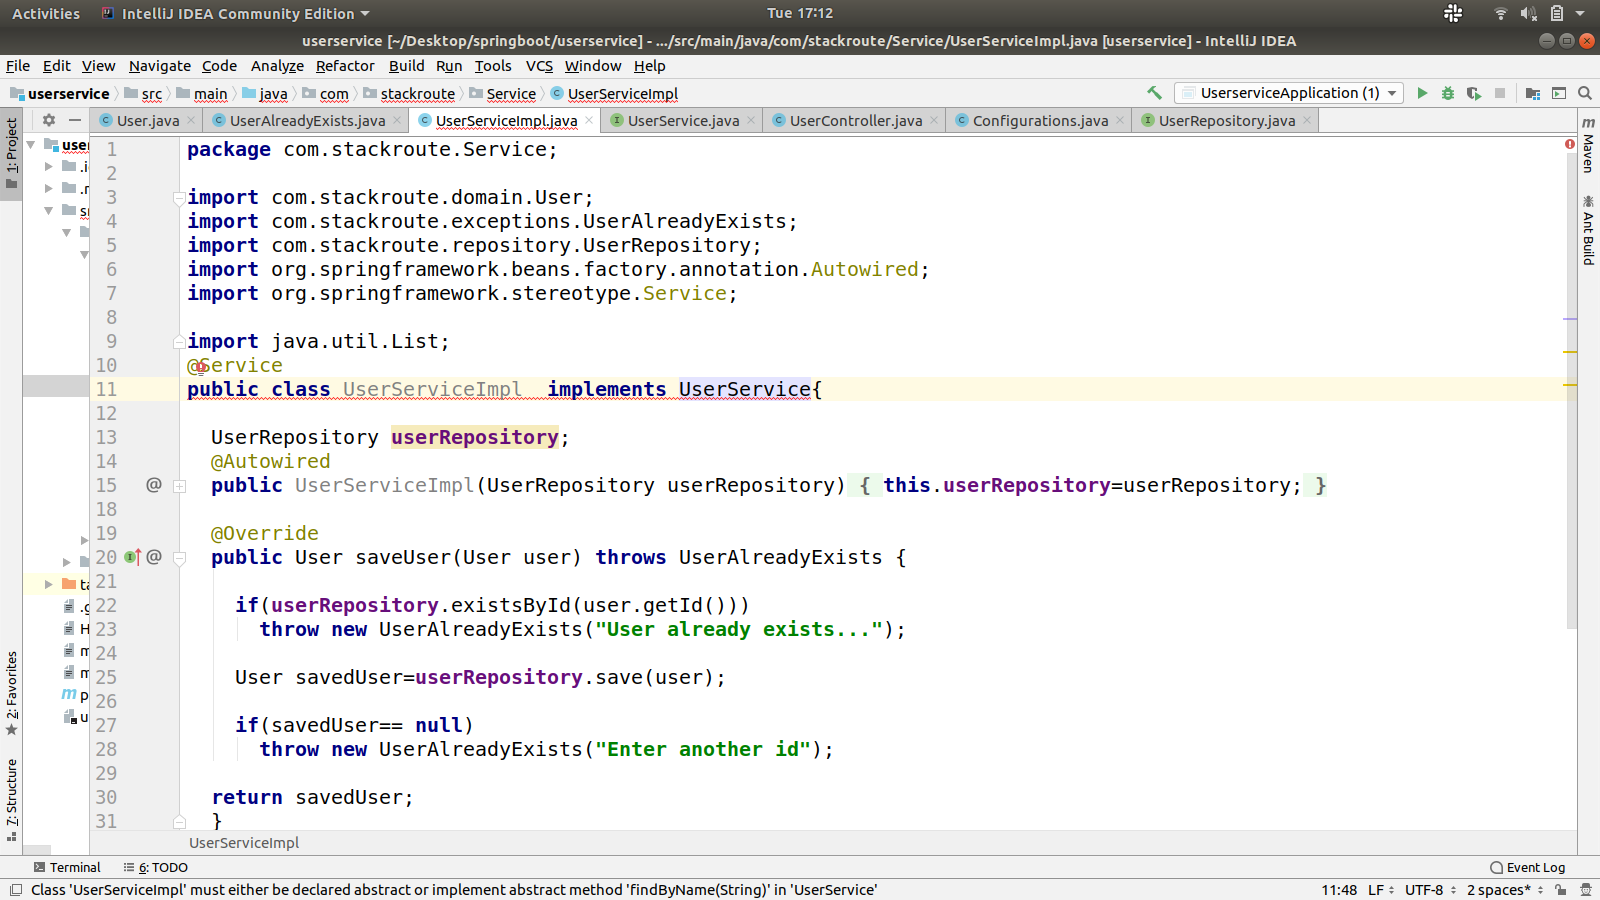 Activities IntelliJ IDEA Community Edition Tue 17:12
userservice [~/Desktop/springboot/userservice] - .../src/main/java/com/stackroute/Service/UserServiceImpl.java [userservice] - IntelliJ IDEA
File Edit View Navigate Code Analyze Refactor Build Run Tools VCS Window Help
userservice src main java com stackroute Service UserServiceImpl UserserviceApplication (1)
User.java UserAlreadyExists.java UserServiceImpl.java UserService.java UserController.java Configurations.java UserRepository.java
1: Project
2: Favorites
7: Structure
Maven
Ant Build
1 package com.stackroute.Service;
2
3 import com.stackroute.domain.User;
4 import com.stackroute.exceptions.UserAlreadyExists;
5 import com.stackroute.repository.UserRepository;
6 import org.springframework.beans.factory.annotation.Autowired;
7 import org.springframework.stereotype.Service;
8
9 import java.util.List;
10 @Service
11 public class UserServiceImpl  implements UserService{
12
13 UserRepository userRepository;
14 @Autowired
15 @ public UserServiceImpl(UserRepository userRepository) { this.userRepository=userRepository; }
18
19 @Override
20 @ public User saveUser(User user) throws UserAlreadyExists {
21
22 if(userRepository.existsById(user.getId()))
23 throw new UserAlreadyExists("User already exists...");
24
25 User savedUser=userRepository.save(user);
26
27 if(savedUser== null)
28 throw new UserAlreadyExists("Enter another id");
29
30 return savedUser;
31 }
UserServiceImpl
Terminal 6: TODO Event Log
Class 'UserServiceImpl' must either be declared abstract or implement abstract method 'findByName(String)' in 'UserService' 11:48 LF UTF-8 2 spaces*